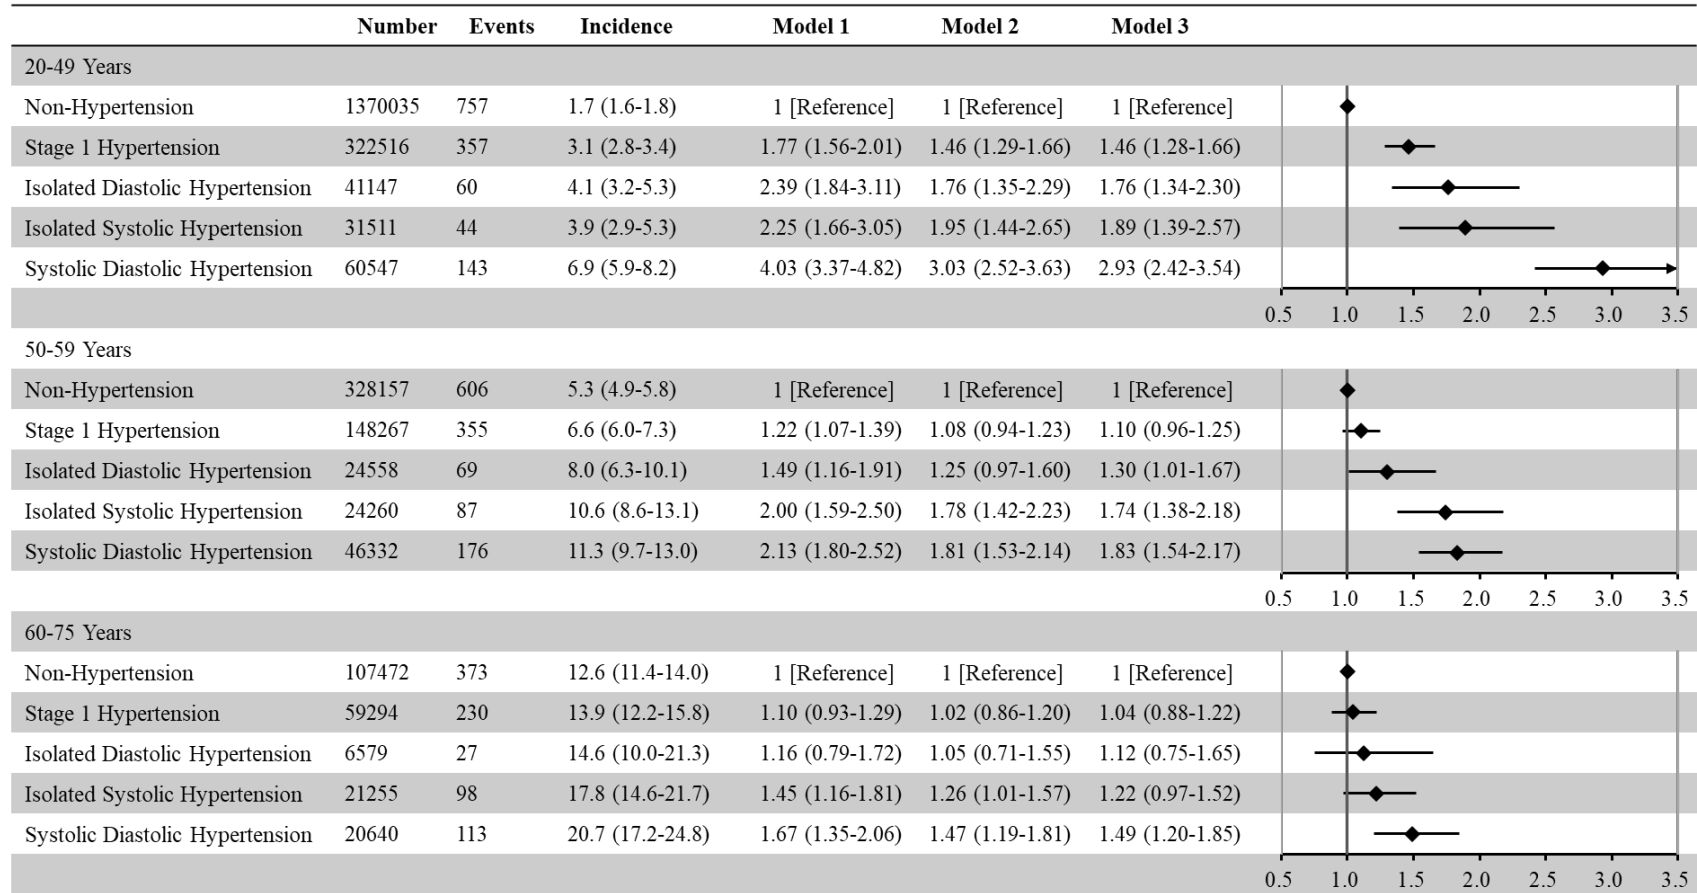 Number Events Incidence Model 1 Model 2 Model 3
20-49 Years
Non-Hypertension 1370035 757 1.7 (1.6-1.8) 1 [Reference] 1 [Reference] 1 [Reference]
Stage 1 Hypertension 322516 357 3.1 (2.8-3.4) 1.77 (1.56-2.01) 1.46 (1.29-1.66) 1.46 (1.28-1.66)
Isolated Diastolic Hypertension 41147 60 4.1 (3.2-5.3) 2.39 (1.84-3.11) 1.76 (1.35-2.29) 1.76 (1.34-2.30)
Isolated Systolic Hypertension 31511 44 3.9 (2.9-5.3) 2.25 (1.66-3.05) 1.95 (1.44-2.65) 1.89 (1.39-2.57)
Systolic Diastolic Hypertension 60547 143 6.9 (5.9-8.2) 4.03 (3.37-4.82) 3.03 (2.52-3.63) 2.93 (2.42-3.54)
0.5 1.0 1.5 2.0 2.5 3.0 3.5
50-59 Years
Non-Hypertension 328157 606 5.3 (4.9-5.8) 1 [Reference] 1 [Reference] 1 [Reference]
Stage 1 Hypertension 148267 355 6.6 (6.0-7.3) 1.22 (1.07-1.39) 1.08 (0.94-1.23) 1.10 (0.96-1.25)
Isolated Diastolic Hypertension 24558 69 8.0 (6.3-10.1) 1.49 (1.16-1.91) 1.25 (0.97-1.60) 1.30 (1.01-1.67)
Isolated Systolic Hypertension 24260 87 10.6 (8.6-13.1) 2.00 (1.59-2.50) 1.78 (1.42-2.23) 1.74 (1.38-2.18)
Systolic Diastolic Hypertension 46332 176 11.3 (9.7-13.0) 2.13 (1.80-2.52) 1.81 (1.53-2.14) 1.83 (1.54-2.17)
0.5 1.0 1.5 2.0 2.5 3.0 3.5
60-75 Years
Non-Hypertension 107472 373 12.6 (11.4-14.0) 1 [Reference] 1 [Reference] 1 [Reference]
Stage 1 Hypertension 59294 230 13.9 (12.2-15.8) 1.10 (0.93-1.29) 1.02 (0.86-1.20) 1.04 (0.88-1.22)
Isolated Diastolic Hypertension 6579 27 14.6 (10.0-21.3) 1.16 (0.79-1.72) 1.05 (0.71-1.55) 1.12 (0.75-1.65)
Isolated Systolic Hypertension 21255 98 17.8 (14.6-21.7) 1.45 (1.16-1.81) 1.26 (1.01-1.57) 1.22 (0.97-1.52)
Systolic Diastolic Hypertension 20640 113 20.7 (17.2-24.8) 1.67 (1.35-2.06) 1.47 (1.19-1.81) 1.49 (1.20-1.85)
0.5 1.0 1.5 2.0 2.5 3.0 3.5